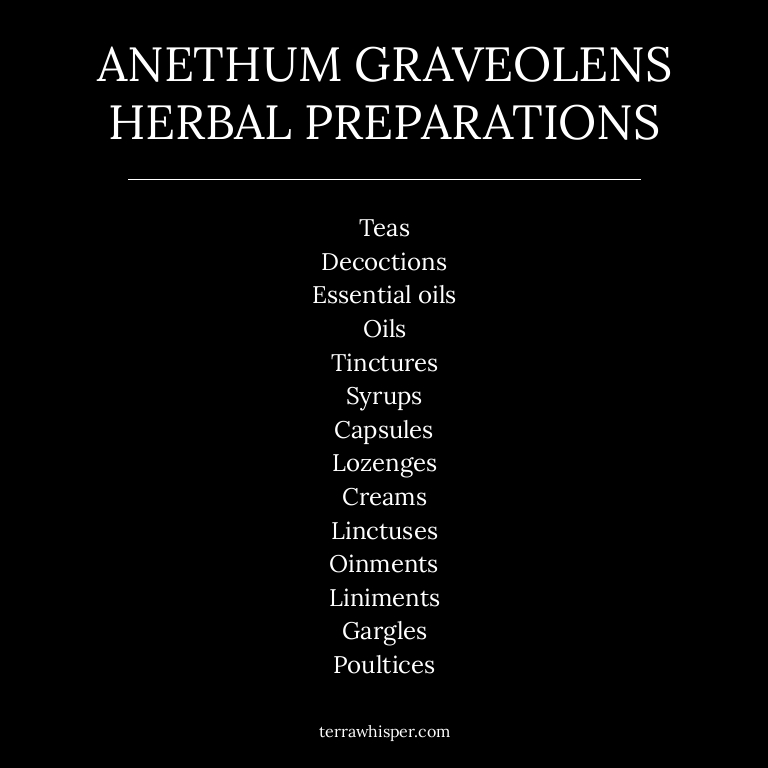 ANETHUM GRAVEOLENS
HERBAL PREPARATIONS
Teas
Decoctions
Essential oils
Oils
Tinctures
Syrups
Capsules
Lozenges
Creams
Linctuses
Oinments
Liniments
Gargles
Poultices
terrawhisper.com